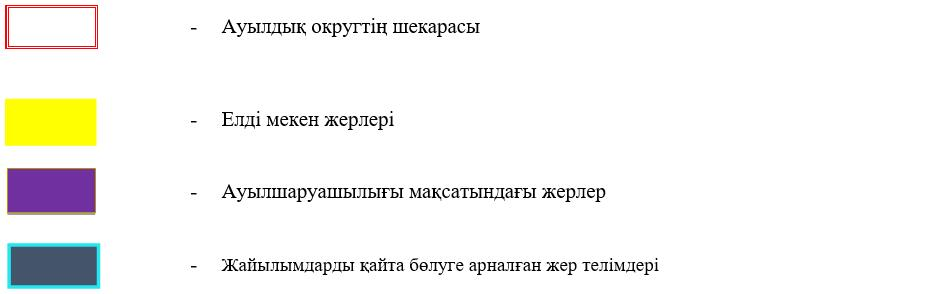 - Ауылдық округтің шекарасы
- Елді мекен жерлері
- Ауылшаруашылығы мақсатындағы жерлер
- Жайылымдарды қайта бөлуге арналған жер телімдері